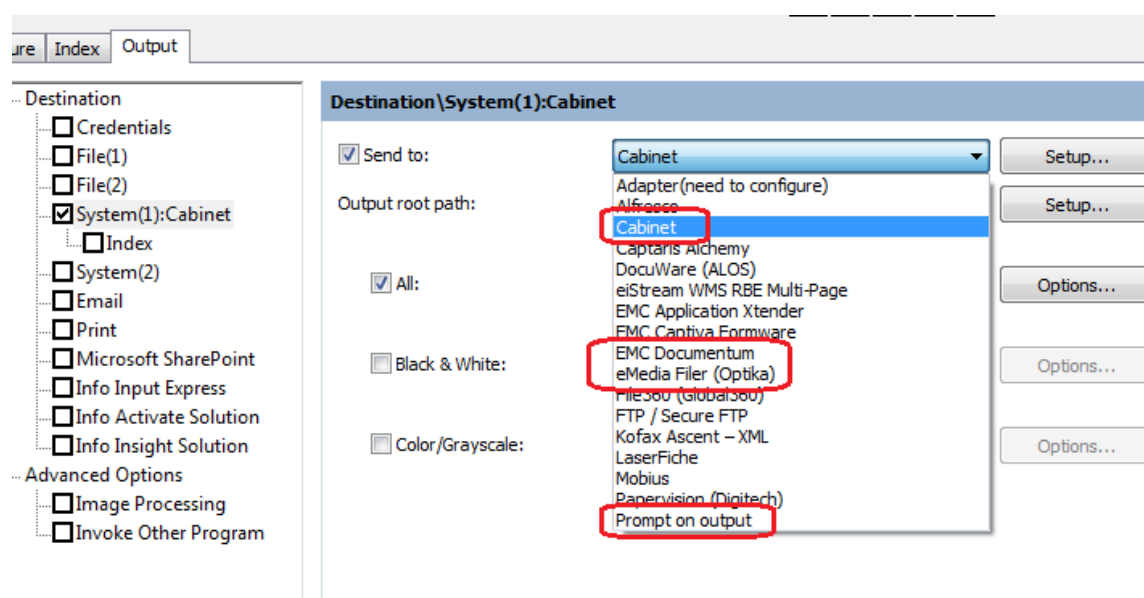 ure Index Output
Destination
Credentials
File(1)
File(2)
System(1):Cabinet
Index
System(2)
Email
Print
Microsoft SharePoint
Info Input Express
Info Activate Solution
Info Insight Solution
Advanced Options
Image Processing
Invoke Other Program
Destination\System(1):Cabinet
Send to: Cabinet Setup...
Output root path: Setup...
All: Options...
Black & White: Options...
Color/Grayscale: Options...
Adapter(need to configure)
Alfresco
Cabinet
Captaris Alchemy
DocuWare (ALOS)
eiStream WMS RBE Multi-Page
EMC Application Xtender
EMC Captiva Formware
EMC Documentum
eMedia Filer (Optika)
File360 (Global360)
FTP / Secure FTP
Kofax Ascent – XML
LaserFiche
Mobius
Papervision (Digitech)
Prompt on output